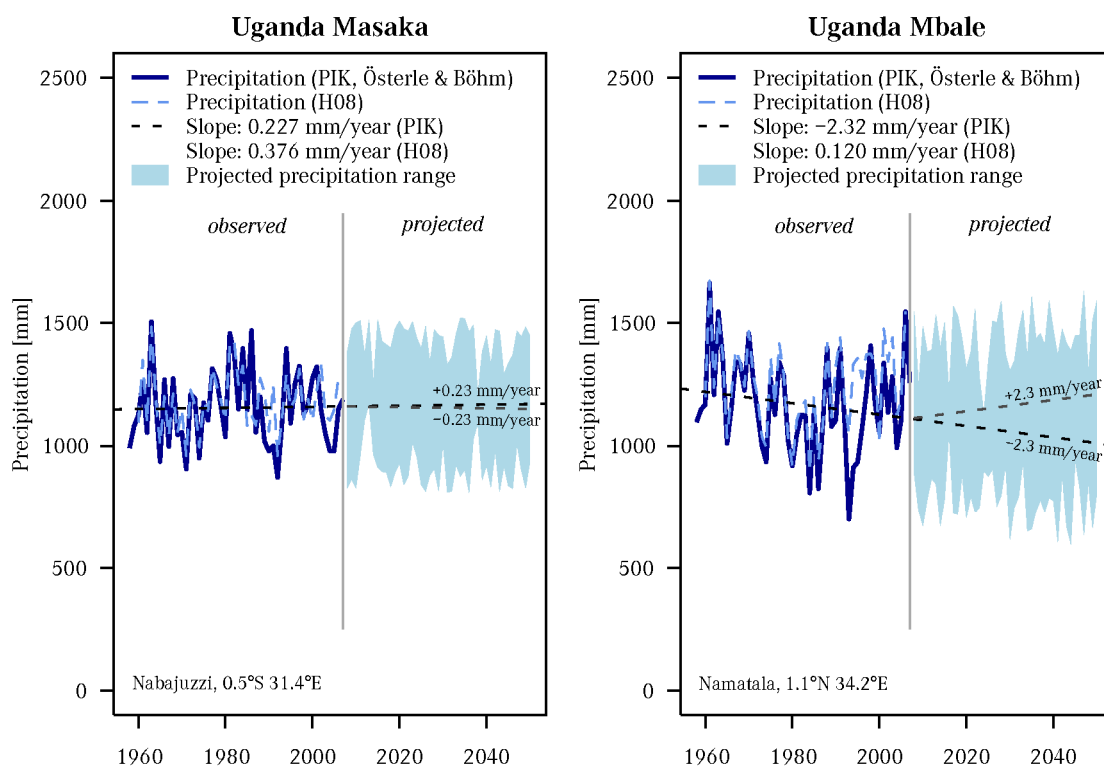 Uganda Masaka
2500
2000
1500
1000
500
0
Precipitation [mm]
Precipitation (PIK, Österle & Böhm)
Precipitation (H08)
Slope: 0.227 mm/year (PIK)
Slope: 0.376 mm/year (H08)
Projected precipitation range
observed
projected
+0.23 mm/year
−0.23 mm/year
Nabajuzzi, 0.5°S 31.4°E
1960
1980
2000
2020
2040
Uganda Mbale
2500
2000
1500
1000
500
0
Precipitation [mm]
Precipitation (PIK, Österle & Böhm)
Precipitation (H08)
Slope: −2.32 mm/year (PIK)
Slope: 0.120 mm/year (H08)
Projected precipitation range
observed
projected
+2.3 mm/year
−2.3 mm/year
Namatala, 1.1°N 34.2°E
1960
1980
2000
2020
2040